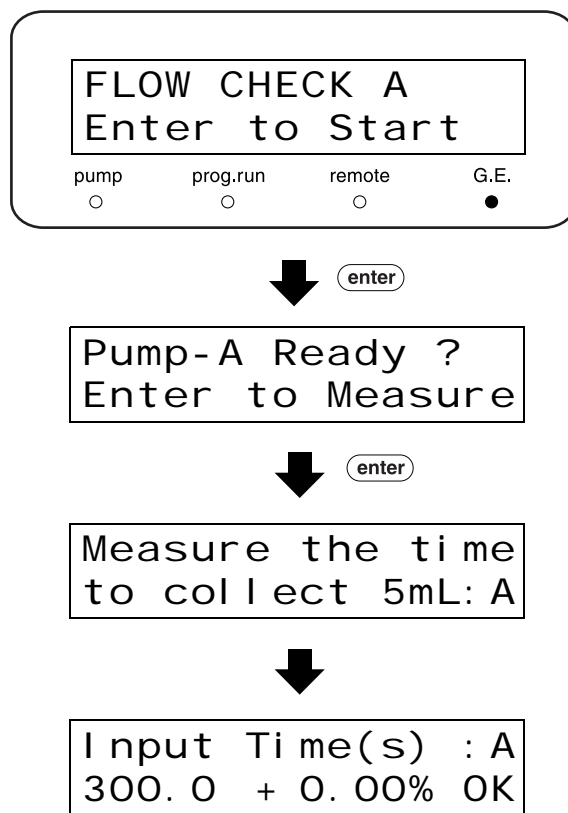 FLOW CHECK A
Enter to Start
pump prog.run remote G.E.
enter
Pump-A Ready ?
Enter to Measure
enter
Measure the time
to collect 5mL:A
Input Time(s) :A
300.0 + 0.00% OK